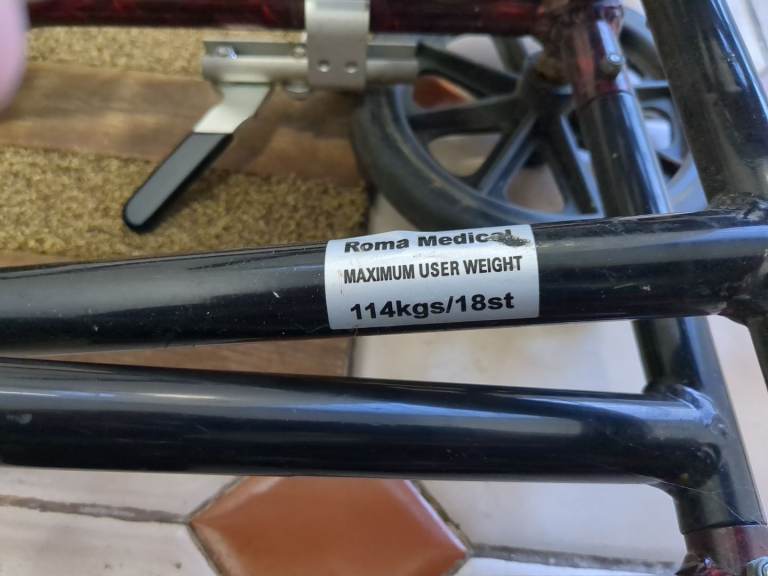 Roma Medical
MAXIMUM USER WEIGHT
114kgs/18st